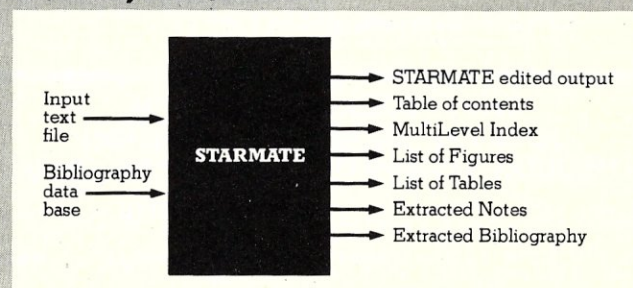 Input
text
file
Bibliography
data
base
STARMATE
STARMATE edited output
Table of contents
MultiLevel Index
List of Figures
List of Tables
Extracted Notes
Extracted Bibliography